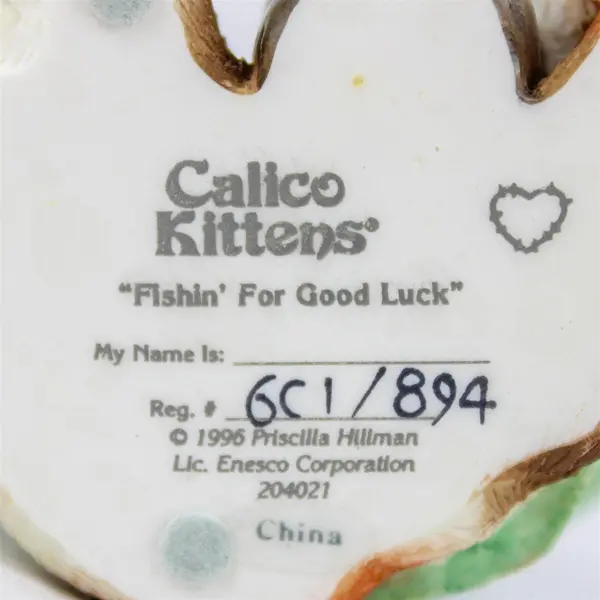 Calico
Kittens®
"Fishin' For Good Luck"
My Name Is:
Reg. # 6C1/894
© 1996 Priscilla Hillman
Lic. Enesco Corporation
204021
China